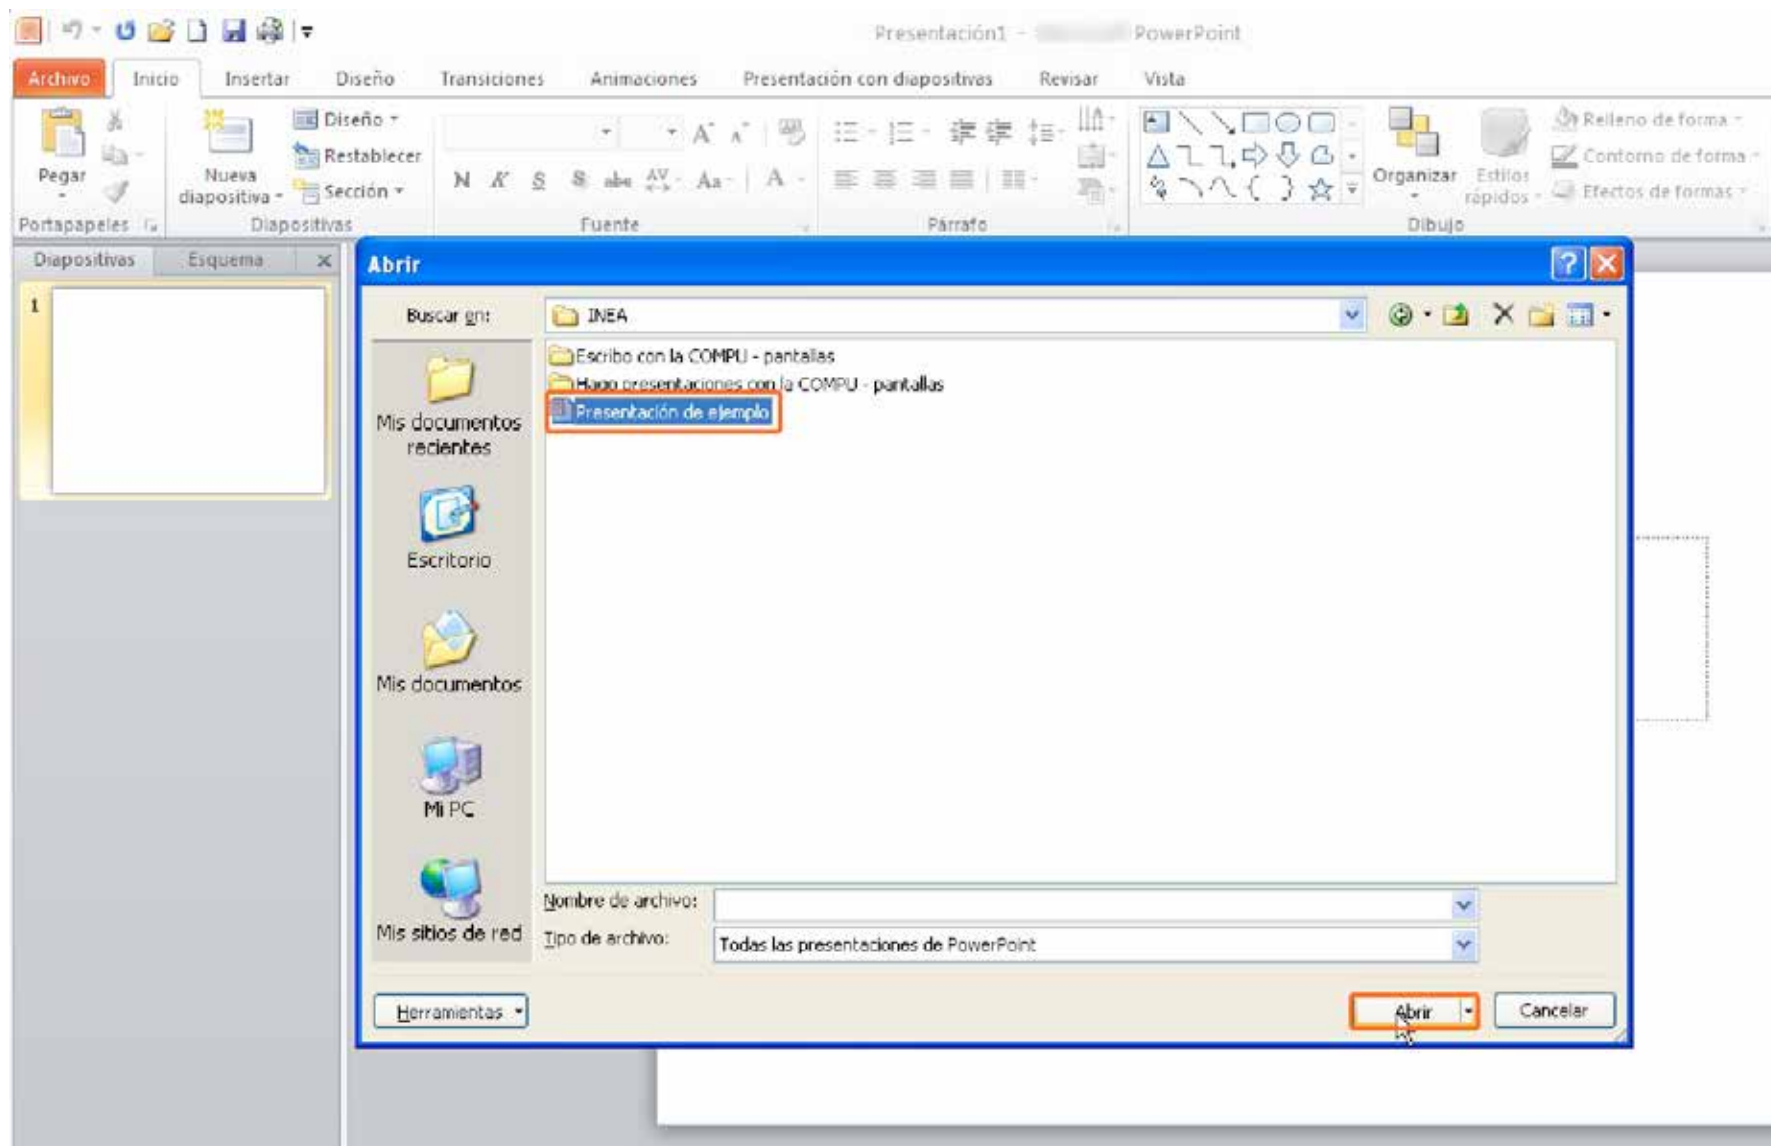 Presentación1 - PowerPoint
Archivo Inicio Insertar Diseño Transiciones Animaciones Presentación con diapositivas Revisar Vista
Pegar
Nueva diapositiva
Diseño
Restablecer
Sección
N K S S abc AV Aa A
A A
Organizar
Estilos rápidos
Relleno de forma
Contorno de forma
Efectos de formas
Portapapeles Diapositivas Fuente Párrafo Dibujo
Diapositivas Esquema
1
Abrir
Buscar en: INEA
Escribo con la COMPU - pantallas
Hago presentaciones con la COMPU - pantallas
Presentación de ejemplo
Mis documentos
recientes
Escritorio
Mis documentos
Mi PC
Mis sitios de red
Nombre de archivo:
Tipo de archivo: Todas las presentaciones de PowerPoint
Herramientas Abrir Cancelar